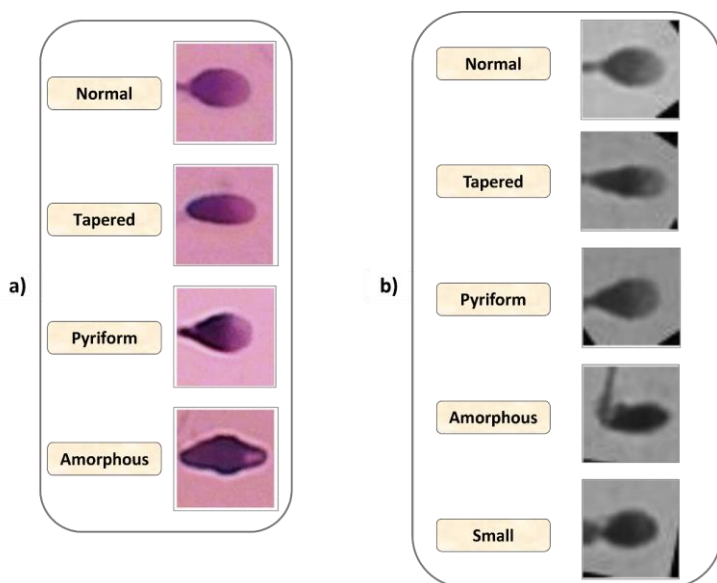 a)
Normal
Tapered
Pyriform
Amorphous
b)
Normal
Tapered
Pyriform
Amorphous
Small